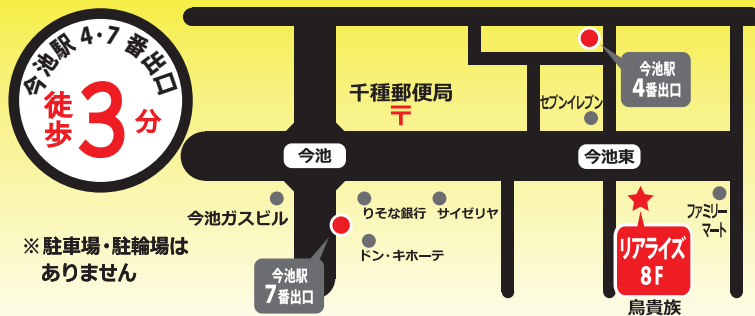 今池駅4・7番出口
徒歩
3分
千種郵便局
〒
セブンイレブン
今池駅
4番出口
今池
今池東
今池ガスビル
りそな銀行
サイゼリヤ
ドン・キホーテ
今池駅
7番出口
ファミリー
マート
リアライズ
8F
鳥貴族
※駐車場・駐輪場は
ありません